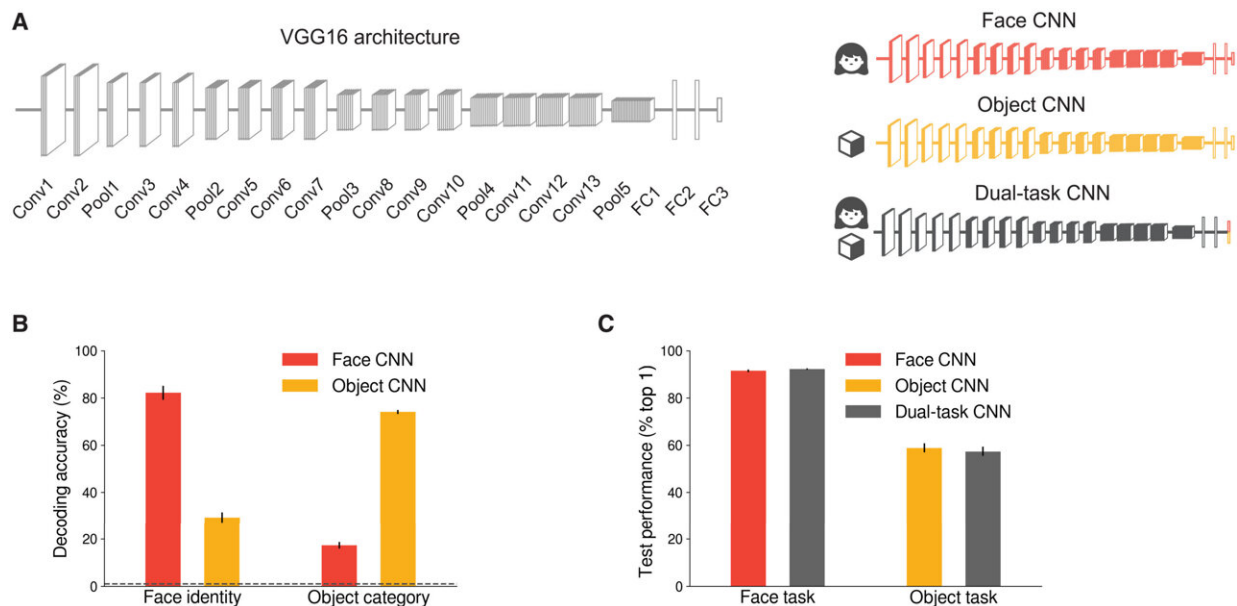 A
VGG16 architecture
Conv1
Conv2
Pool1
Conv3
Conv4
Pool2
Conv5
Conv6
Conv7
Pool3
Conv8
Conv9
Conv10
Pool4
Conv11
Conv12
Conv13
Pool5
FC1
FC2
FC3
Face CNN
Object CNN
Dual-task CNN
B
Decoding accuracy (%)
100
80
60
40
20
0
Face CNN
Object CNN
Face identity
Object category
C
Test performance (% top 1)
100
80
60
40
20
0
Face CNN
Object CNN
Dual-task CNN
Face task
Object task